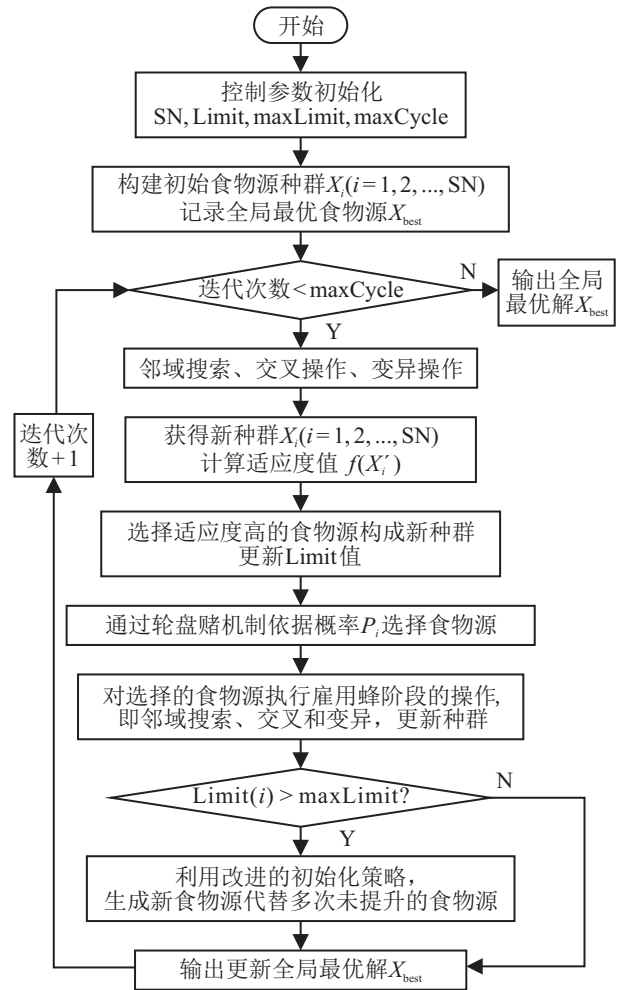 开始
控制参数初始化
SN, Limit, maxLimit, maxCycle
构建初始食物源种群Xᵢ(i=1,2,...,SN)
记录全局最优食物源X_best
迭代次数<maxCycle
N
输出全局
最优解X_best
Y
邻域搜索、交叉操作、变异操作
迭代次
数+1
获得新种群Xᵢ(i=1,2,...,SN)
计算适应度值 f(Xᵢ′)
选择适应度高的食物源构成新种群
更新Limit值
通过轮盘赌机制依据概率Pᵢ选择食物源
对选择的食物源执行雇用蜂阶段的操作,
即邻域搜索、交叉和变异，更新种群
Limit(i)>maxLimit?
N
Y
利用改进的初始化策略，
生成新食物源代替多次未提升的食物源
输出更新全局最优解X_best